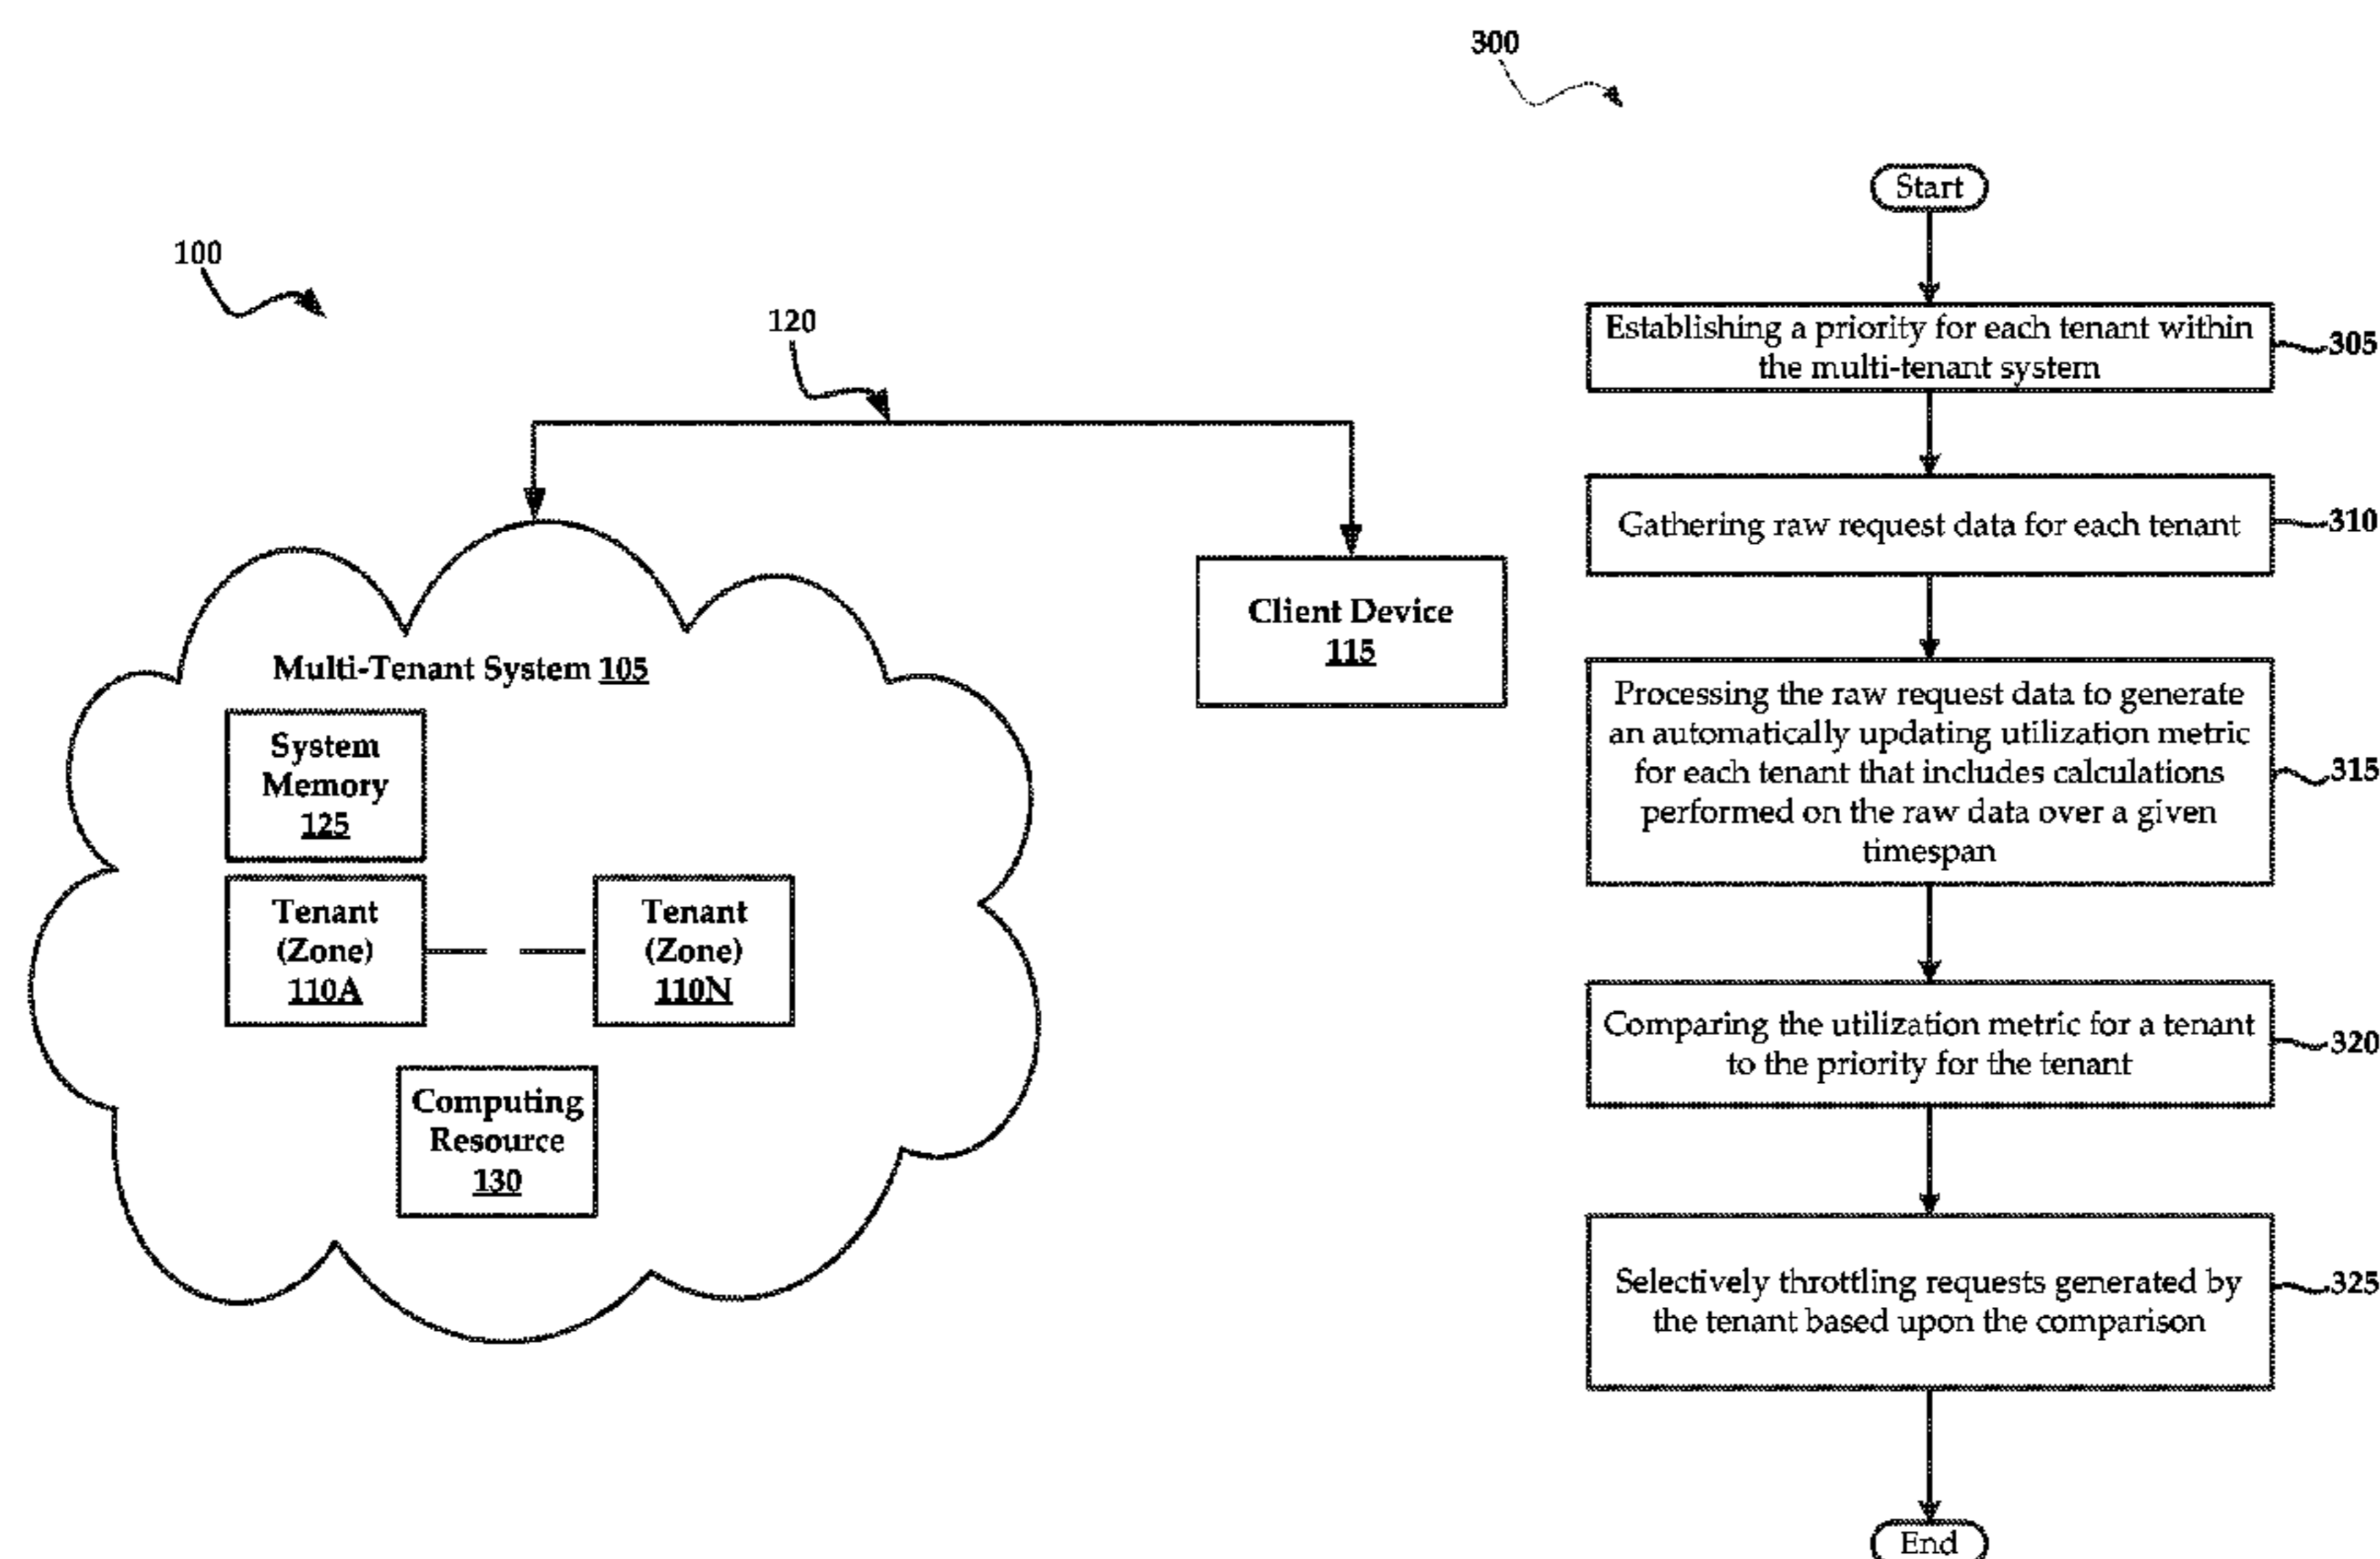 100
120
Multi-Tenant System 105
System
Memory
125
Tenant
(Zone)
110A
Tenant
(Zone)
110N
Computing
Resource
130
Client Device
115
300
Start
Establishing a priority for each tenant within
the multi-tenant system
305
Gathering raw request data for each tenant
310
Processing the raw request data to generate
an automatically updating utilization metric
for each tenant that includes calculations
performed on the raw data over a given
timespan
315
Comparing the utilization metric for a tenant
to the priority for the tenant
320
Selectively throttling requests generated by
the tenant based upon the comparison
325
End